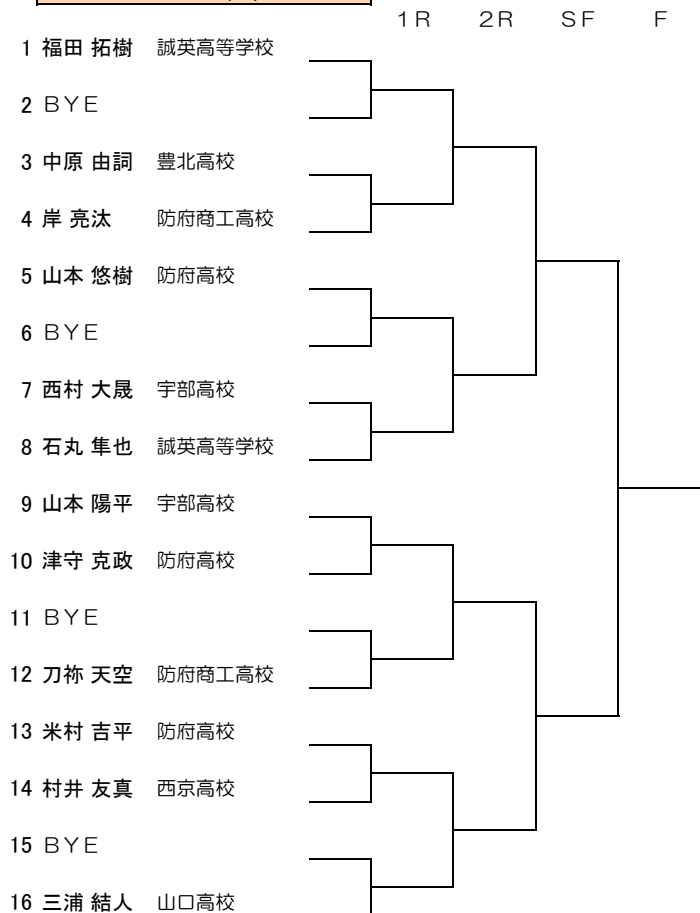 １Ｒ ２Ｒ ＳＦ Ｆ
1 福田 拓樹 誠英高等学校
2 ＢＹＥ
3 中原 由詞 豊北高校
4 岸 亮汰 防府商工高校
5 山本 悠樹 防府高校
6 ＢＹＥ
7 西村 大晟 宇部高校
8 石丸 隼也 誠英高等学校
9 山本 陽平 宇部高校
10 津守 克政 防府高校
11 ＢＹＥ
12 刀祢 天空 防府商工高校
13 米村 吉平 防府高校
14 村井 友真 西京高校
15 ＢＹＥ
16 三浦 結人 山口高校